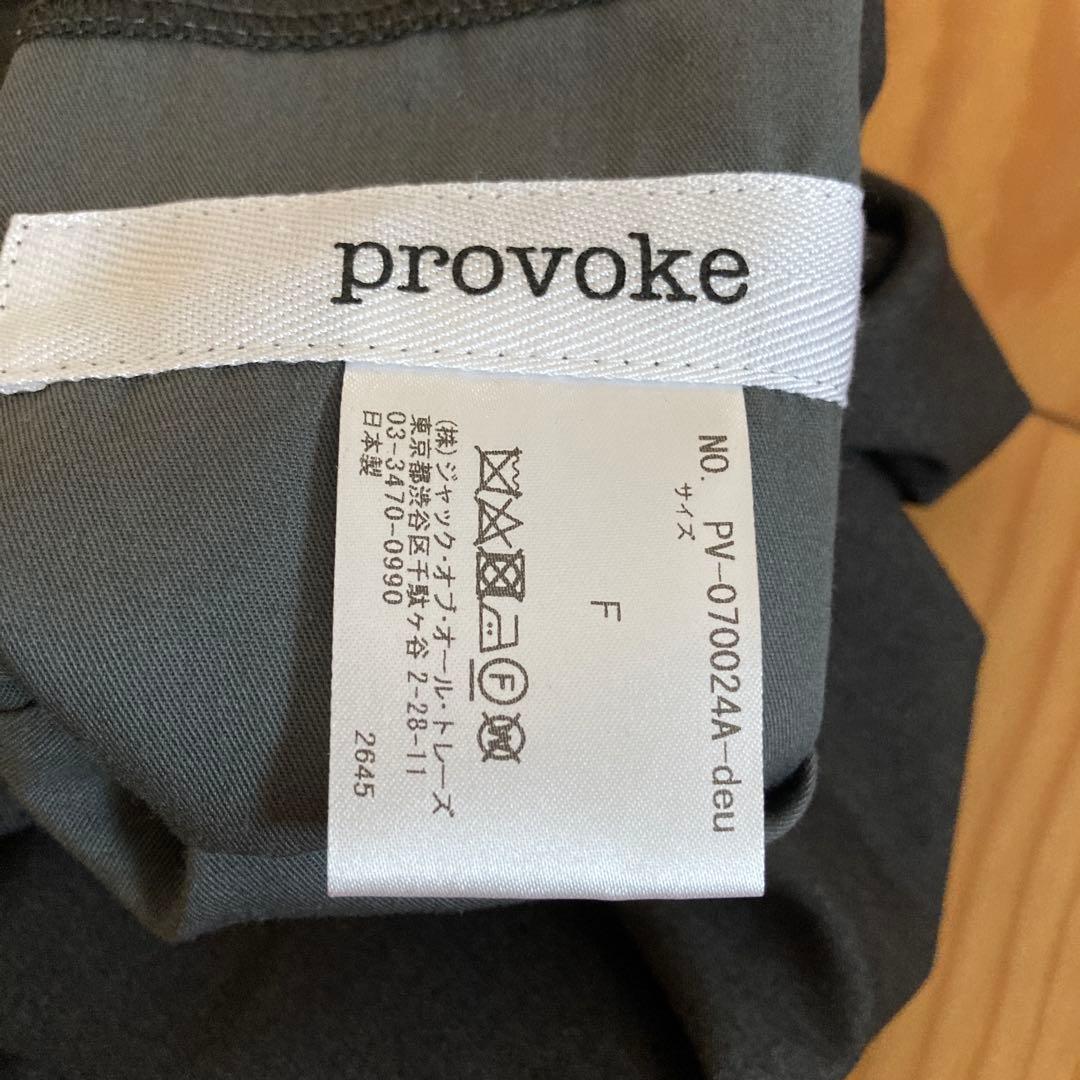 provoke
NO. PV-070024A-deu
サイズ
F
F
W
(株)ジャック・オブ・オール・トレーズ
東京都渋谷区千駄ヶ谷 2-28-11
03-3470-0990
日本製
2645